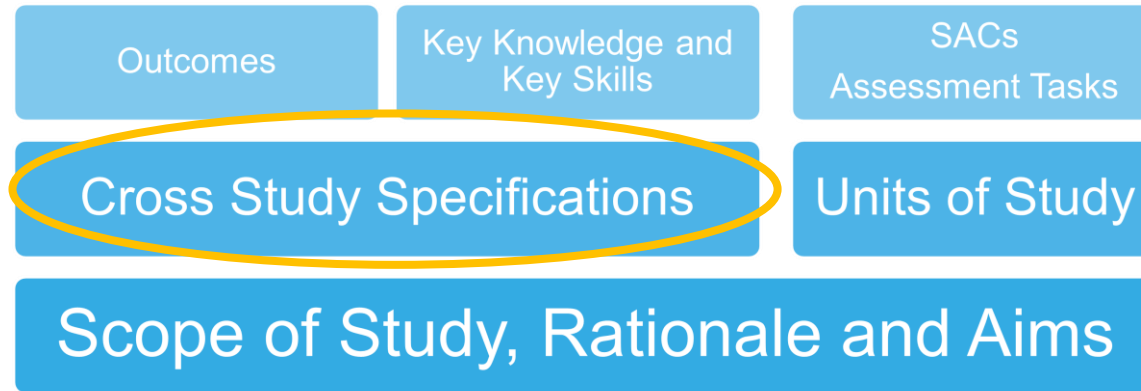 Outcomes
Key Knowledge and
Key Skills
SACs
Assessment Tasks
Cross Study Specifications
Units of Study
Scope of Study, Rationale and Aims